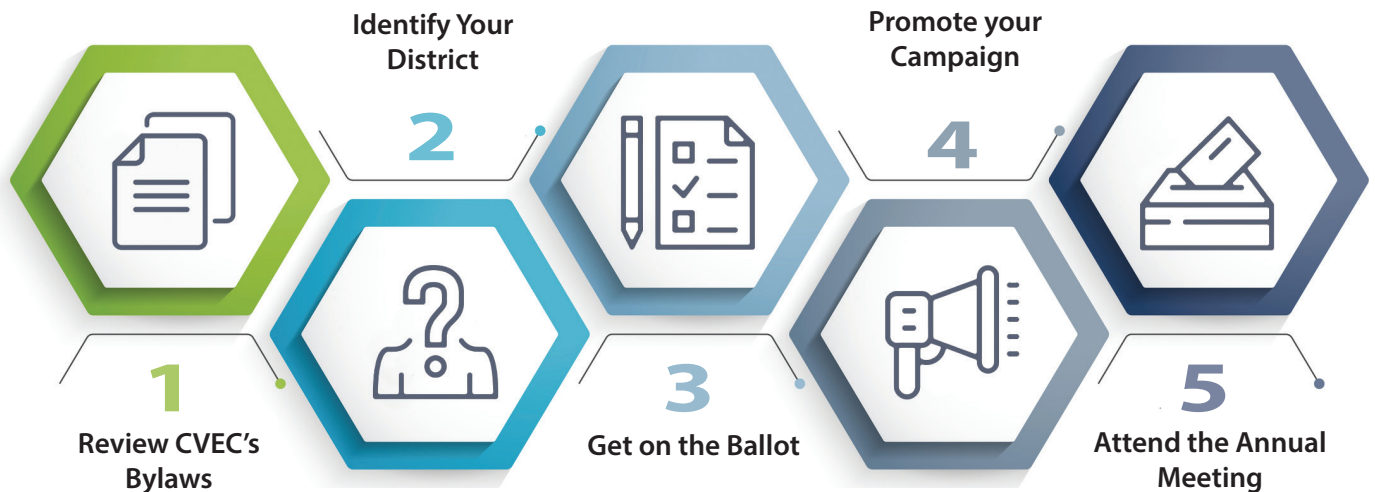 1
Review CVEC’s
Bylaws
Identify Your
District
2
3
Get on the Ballot
Promote your
Campaign
4
5
Attend the Annual
Meeting